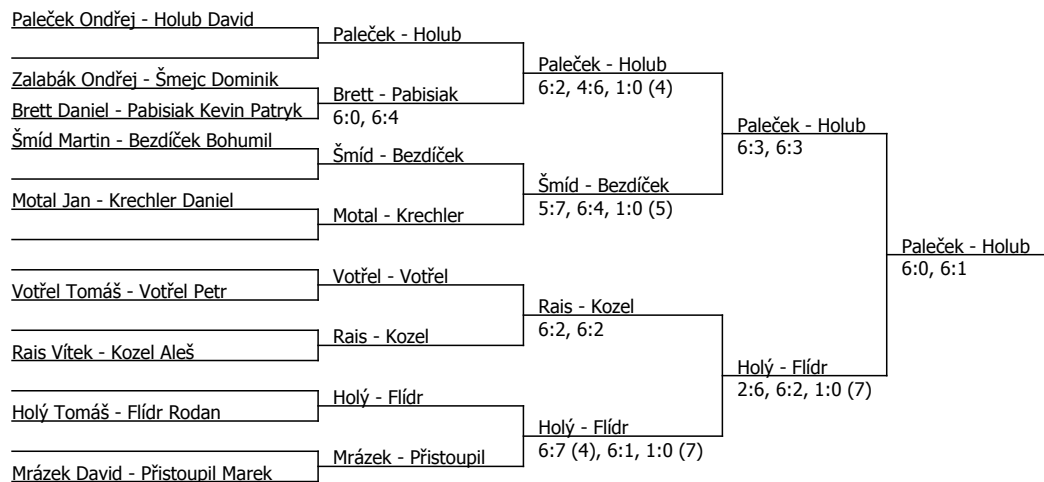 Paleček Ondřej - Holub David
Zalabák Ondřej - Šmejc Dominik
Brett Daniel - Pabisiak Kevin Patryk
Šmíd Martin - Bezdíček Bohumil
Motal Jan - Krechler Daniel
Votřel Tomáš - Votřel Petr
Rais Vítek - Kozel Aleš
Holý Tomáš - Flídr Rodan
Mrázek David - Přistoupil Marek
Paleček - Holub
Brett - Pabisiak
6:0, 6:4
Šmíd - Bezdíček
Motal - Krechler
Votřel - Votřel
Rais - Kozel
Holý - Flídr
Mrázek - Přistoupil
Paleček - Holub
6:2, 4:6, 1:0 (4)
Šmíd - Bezdíček
5:7, 6:4, 1:0 (5)
Rais - Kozel
6:2, 6:2
Holý - Flídr
6:7 (4), 6:1, 1:0 (7)
Paleček - Holub
6:3, 6:3
Holý - Flídr
2:6, 6:2, 1:0 (7)
Paleček - Holub
6:0, 6:1